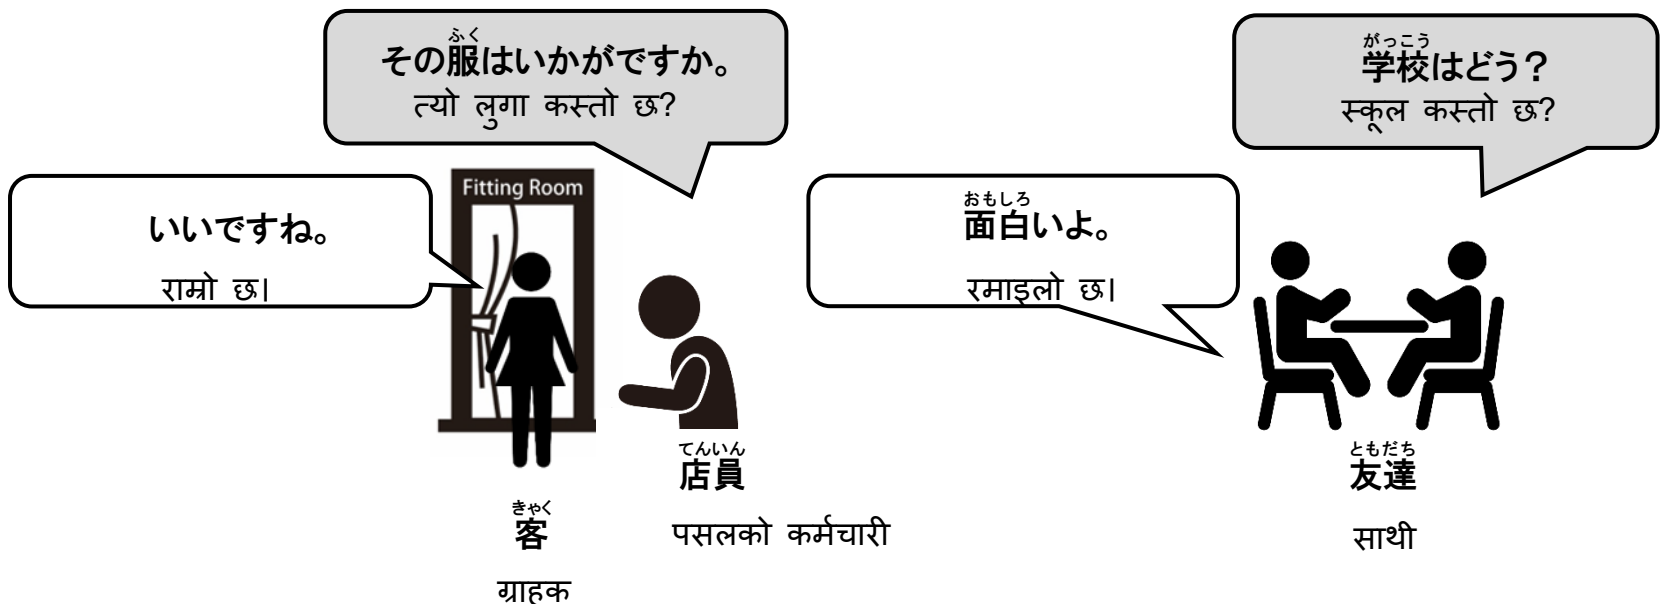 ふく
その服はいかがですか。
त्यो लुगा कस्तो छ?
がっこう
学校はどう？
स्कूल कस्तो छ?
Fitting Room
いいですね。
राम्रो छ।
おもしろ
面白いよ。
रमाइलो छ।
てんいん
店員
पसलको कर्मचारी
きゃく
客
ग्राहक
ともだち
友達
साथी